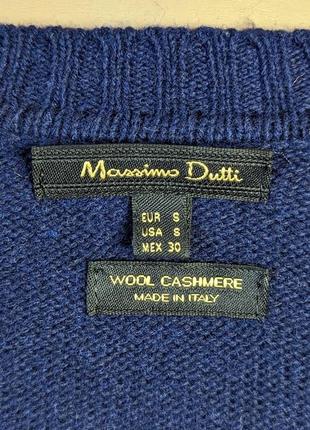 Massimo Dutti
EUR S
USA S
MEX 30
WOOL CASHMERE
MADE IN ITALY